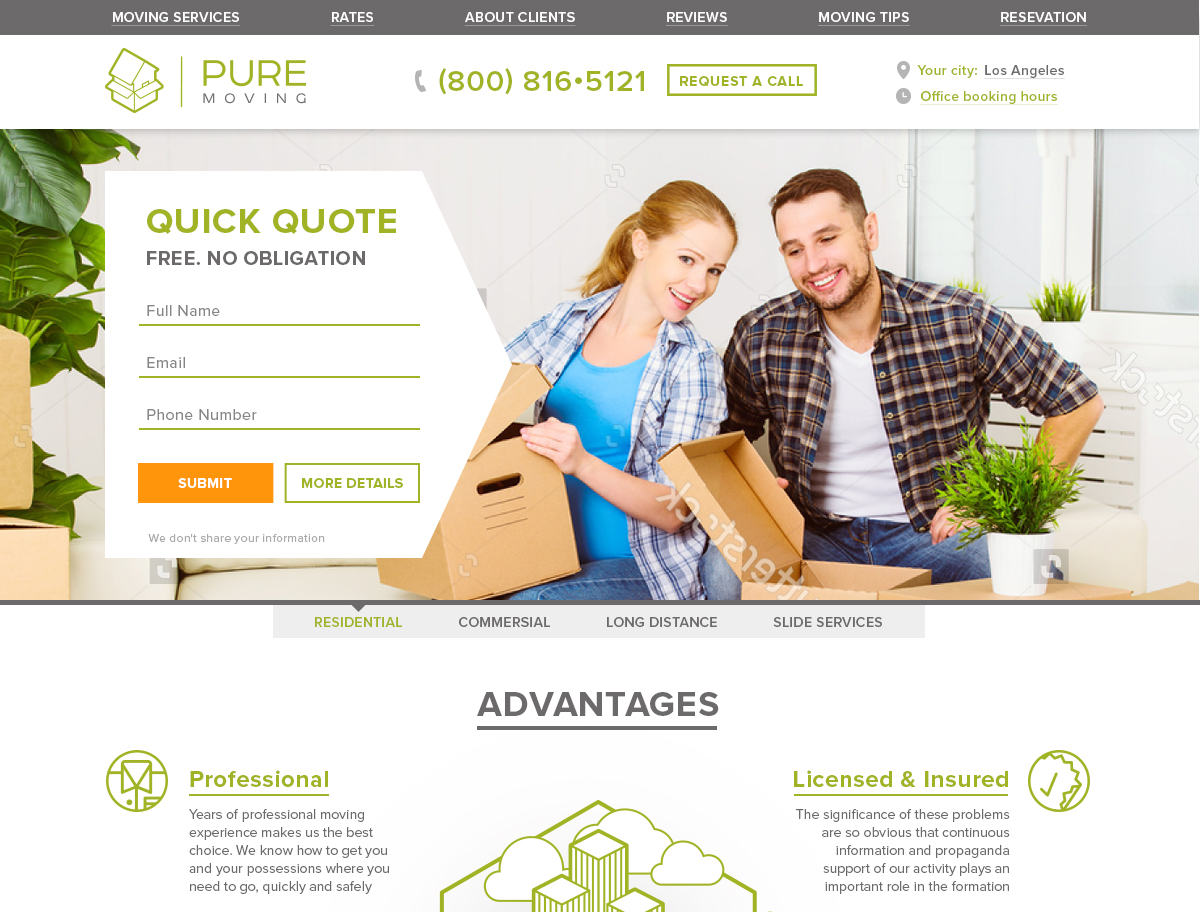 MOVING SERVICES
RATES
ABOUT CLIENTS
REVIEWS
MOVING TIPS
RESEVATION
PURE
MOVING
(800) 816•5121
REQUEST A CALL
Your city: Los Angeles
Office booking hours
QUICK QUOTE
FREE. NO OBLIGATION
Full Name
Email
Phone Number
SUBMIT
MORE DETAILS
We don't share your information
RESIDENTIAL
COMMERSIAL
LONG DISTANCE
SLIDE SERVICES
ADVANTAGES
Professional
Years of professional moving
experience makes us the best
choice. We know how to get you
and your possessions where you
need to go, quickly and safely
Licensed & Insured
The significance of these problems
are so obvious that continuous
information and propaganda
support of our activity plays an
important role in the formation